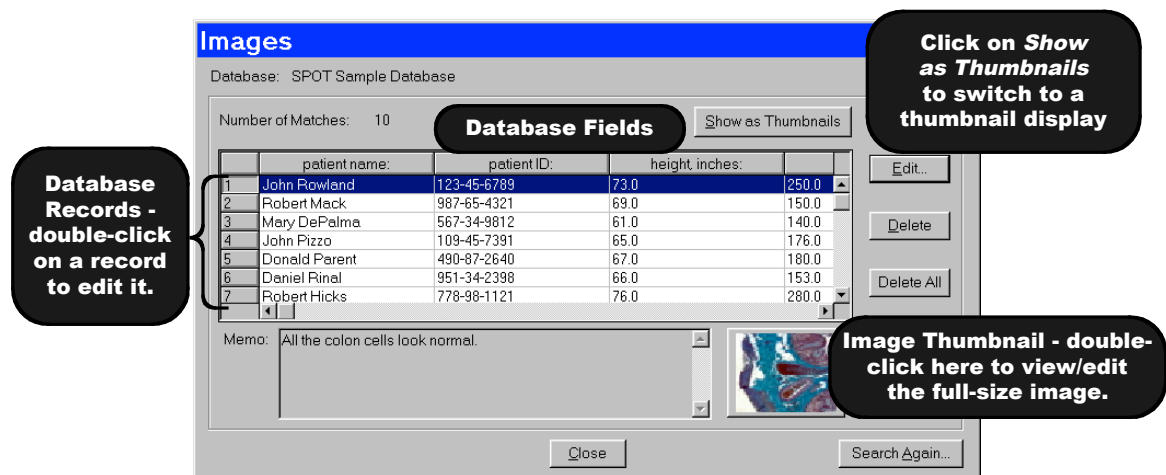 Images
Click on Show
as Thumbnails
to switch to a
thumbnail display
Database: SPOT Sample Database
Number of Matches: 10
Database Fields
Show as Thumbnails
patient name: patient ID: height, inches:
1 John Rowland 123-45-6789 73.0 250.0
2 Robert Mack 987-65-4321 69.0 150.0
3 Mary DePalma 567-34-9812 61.0 140.0
4 John Pizzo 109-45-7391 65.0 176.0
5 Donald Parent 490-87-2640 67.0 180.0
6 Daniel Rinal 951-34-2398 66.0 153.0
7 Robert Hicks 778-98-1121 76.0 280.0
Database
Records -
double-click
on a record
to edit it.
Edit...
Delete
Delete All
Memo: All the colon cells look normal.
Image Thumbnail - double-
click here to view/edit
the full-size image.
Close
Search Again...